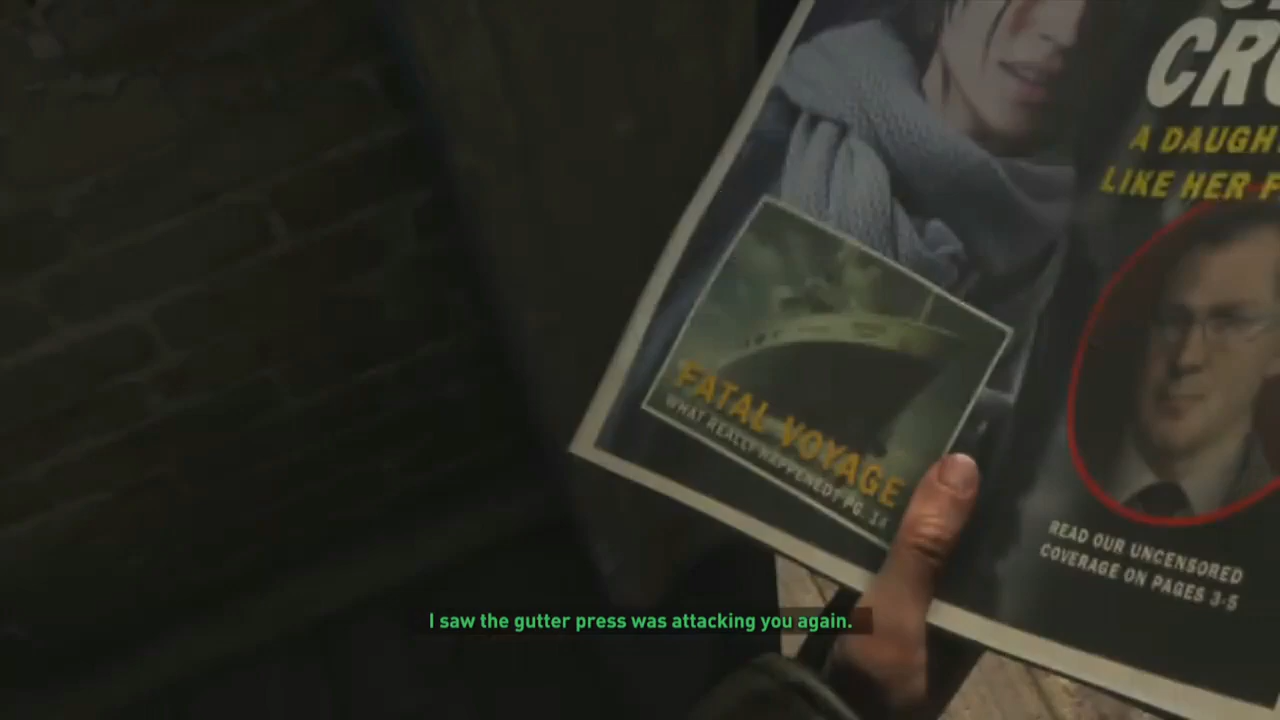 CR
A DAUGH
LIKE HER F
FATAL VOYAGE
WHAT REALLY HAPPENED? PG. 14
READ OUR UNCENSORED
COVERAGE ON PAGES 3-5
I saw the gutter press was attacking you again.